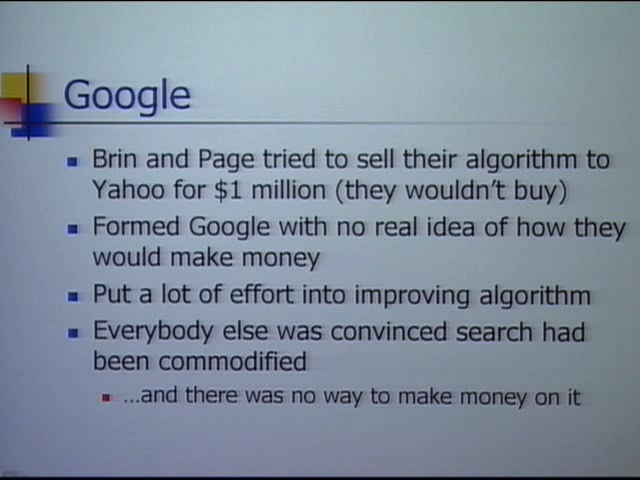 Google
Brin and Page tried to sell their algorithm to
Yahoo for $1 million (they wouldn't buy)
Formed Google with no real idea of how they
would make money
Put a lot of effort into improving algorithm
Everybody else was convinced search had
been commodified
...and there was no way to make money on it